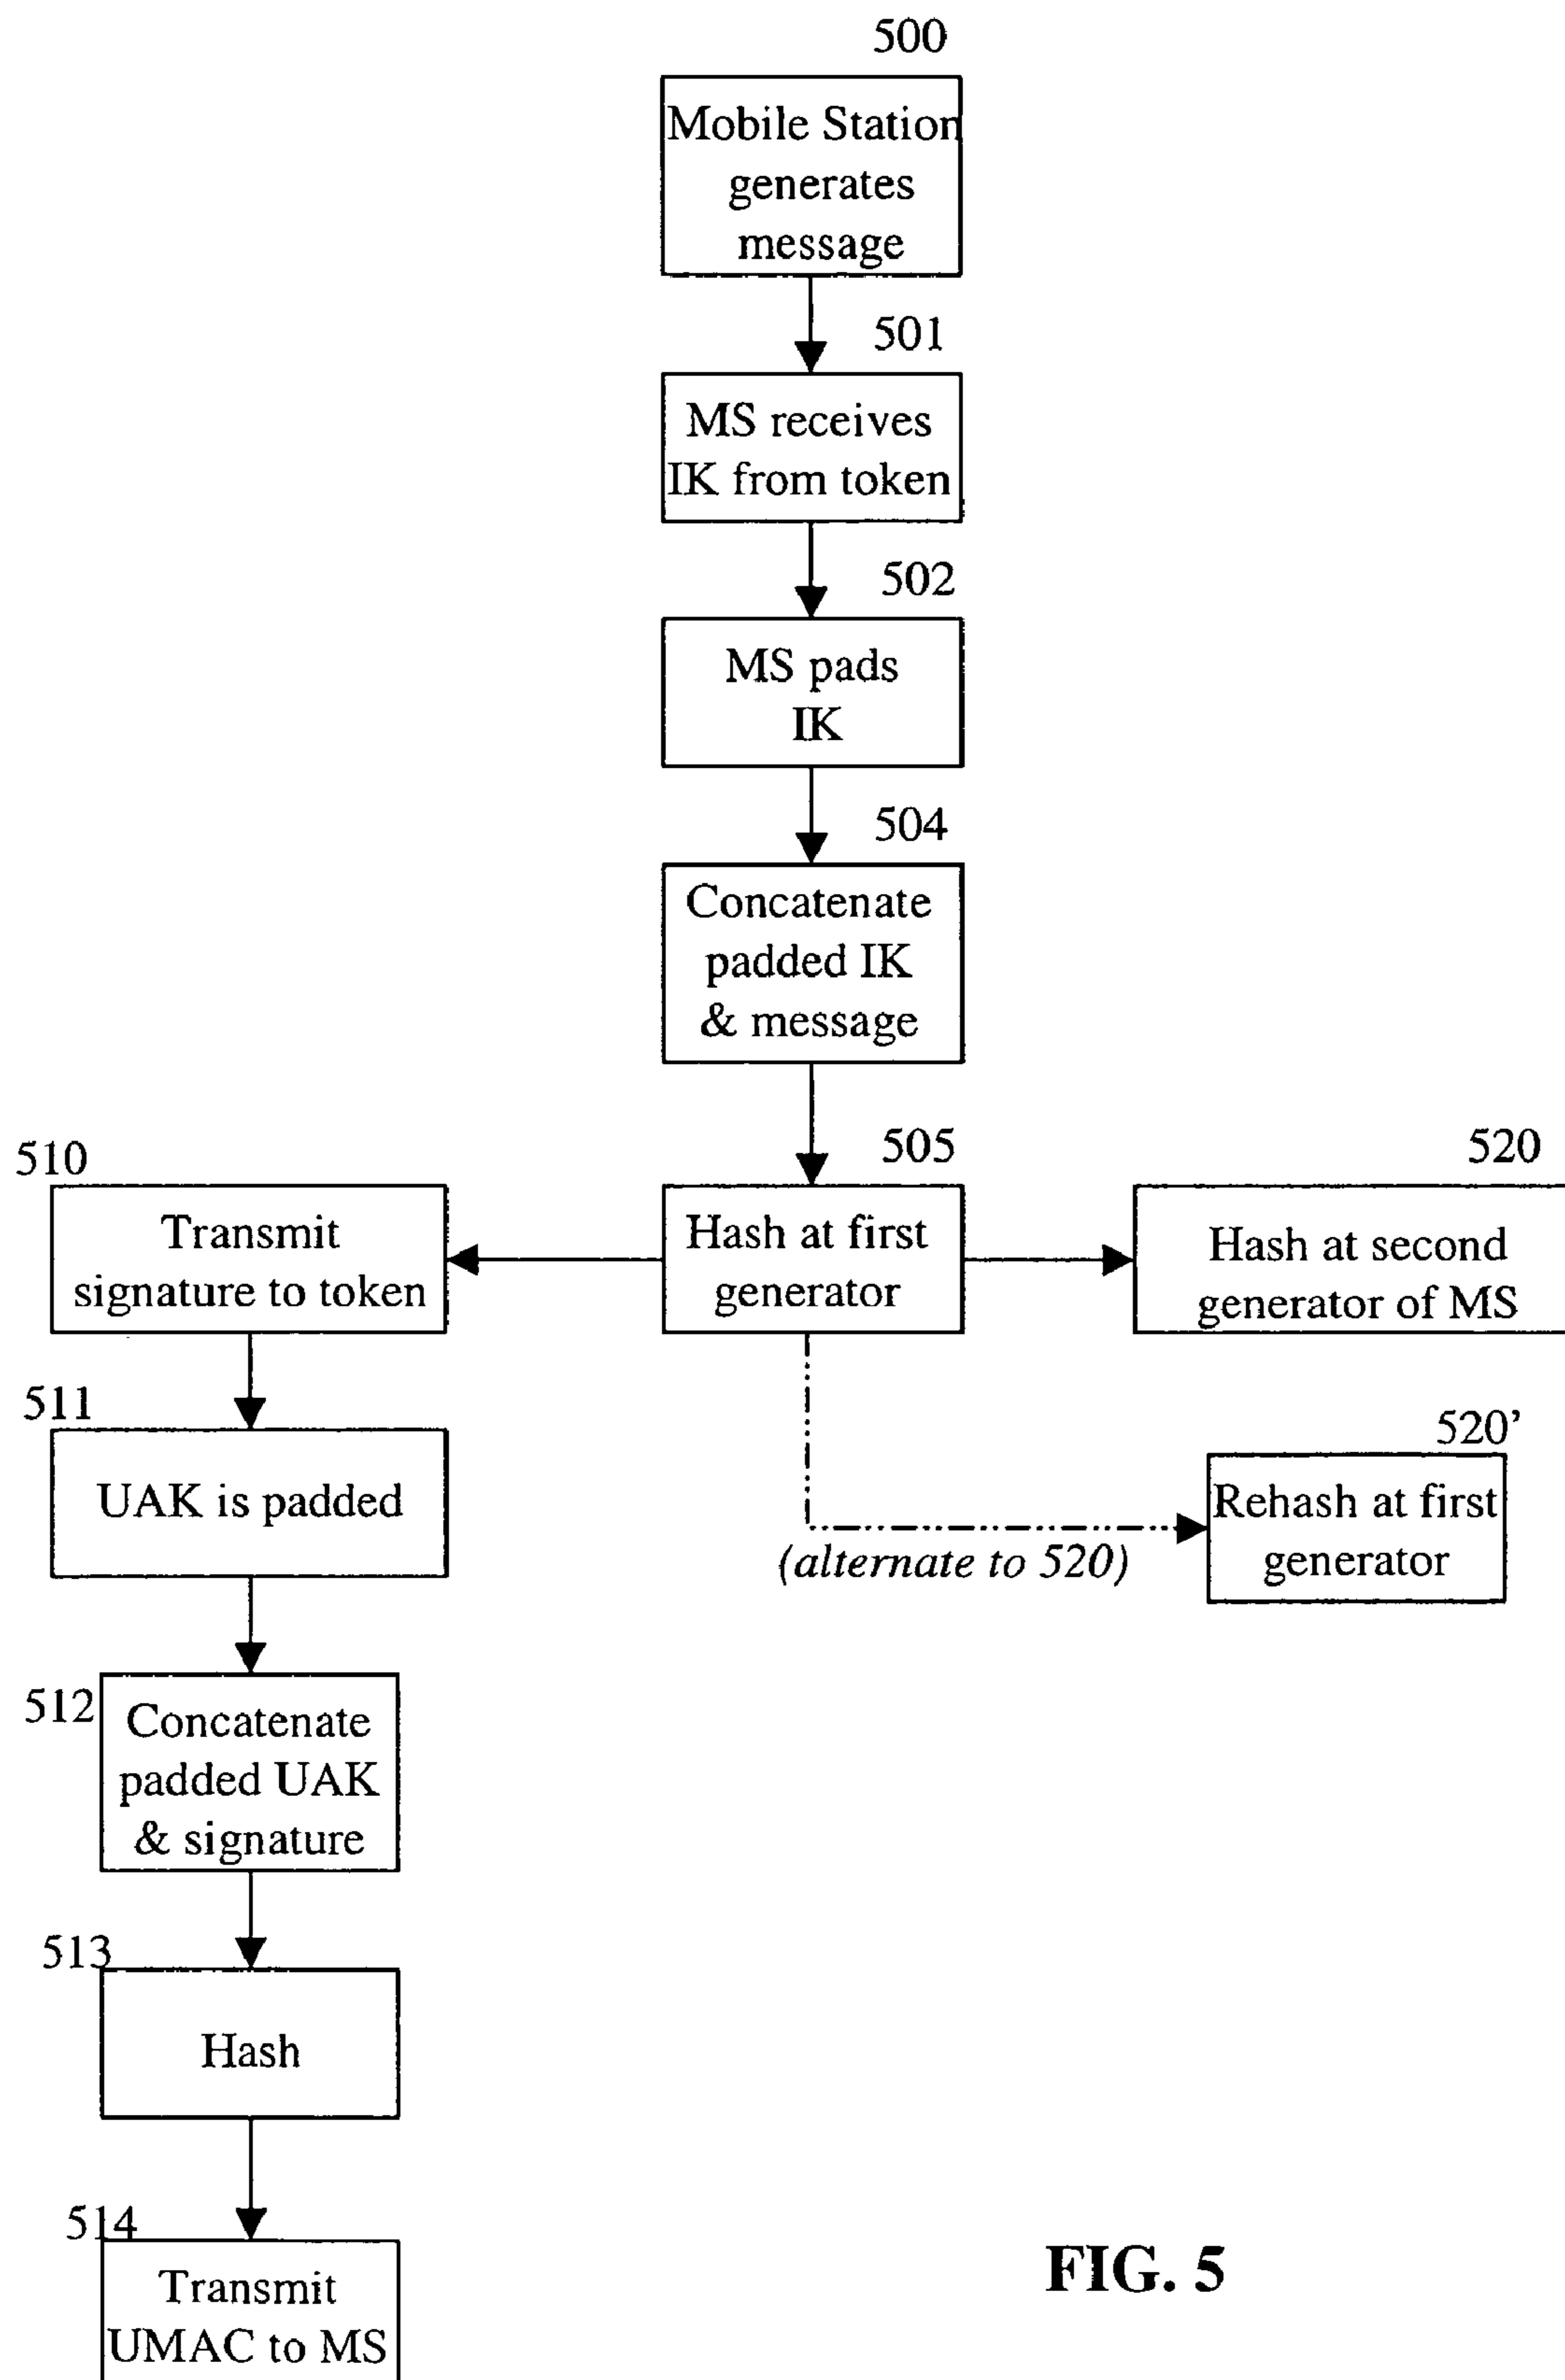 500
Mobile Station
generates
message
501
MS receives
IK from token
502
MS pads
IK
504
Concatenate
padded IK
& message
510
505
520
Transmit
signature to token
Hash at first
generator
Hash at second
generator of MS
511
UAK is padded
520’
Rehash at first
generator
(alternate to 520)
512
Concatenate
padded UAK
& signature
513
Hash
514
Transmit
UMAC to MS
FIG. 5